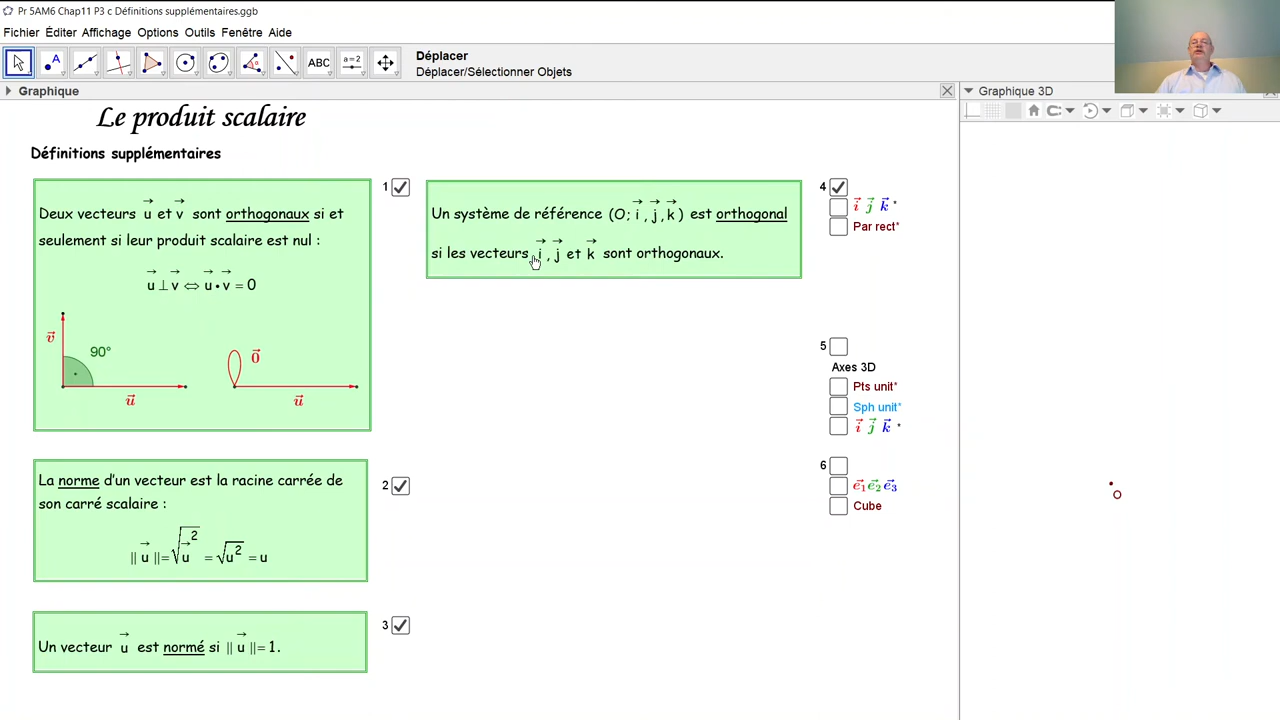 Pr 5AM6 Chap11 P3 c Définitions supplémentaires.ggb
Fichier Éditer Affichage Options Outils Fenêtre Aide
ABC a=2 Déplacer
Déplacer/Sélectionner Objets
Graphique
Graphique 3D
Le produit scalaire
Définitions supplémentaires
Deux vecteurs u⃗ et v⃗ sont orthogonaux si et
seulement si leur produit scalaire est nul :
u⃗ ⊥ v⃗ ⇔ u⃗ • v⃗ = 0
v⃗
90°
u⃗
0⃗
u⃗
1
La norme d'un vecteur est la racine carrée de
son carré scalaire :
|| u⃗ ||= √u⃗² = √u² = u
2
Un vecteur u⃗ est normé si || u⃗ ||= 1.
3
Un système de référence (O; i⃗, j⃗, k⃗) est orthogonal
si les vecteurs i⃗, j⃗ et k⃗ sont orthogonaux.
4
i⃗ j⃗ k⃗ *
Par rect*
5
Axes 3D
Pts unit*
Sph unit*
i⃗ j⃗ k⃗ *
6
e⃗₁ e⃗₂ e⃗₃
Cube
O